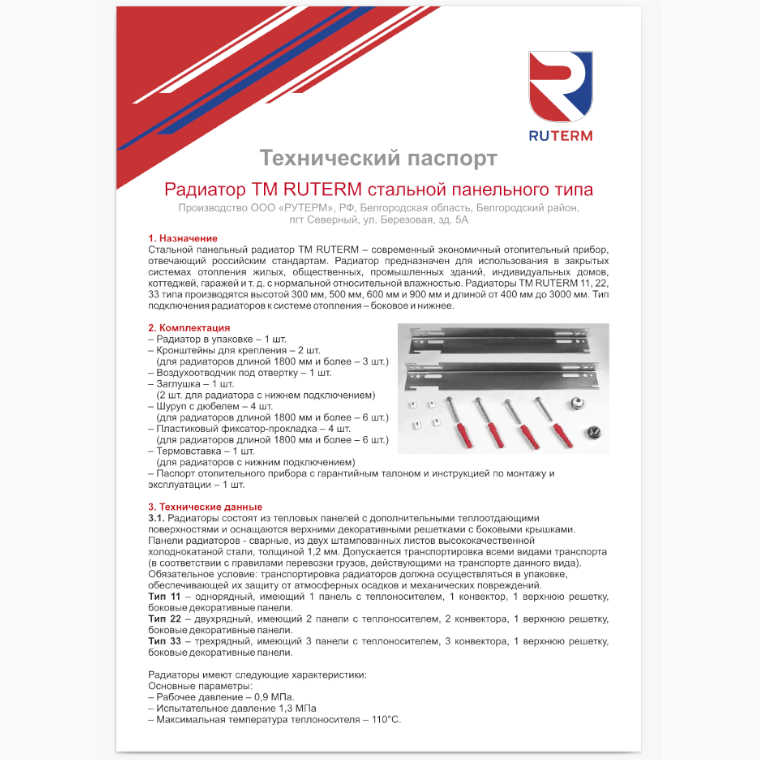 RUTERM
Технический паспорт
Радиатор ТМ RUTERM стальной панельного типа
Производство ООО «РУТЕРМ», РФ, Белгородская область, Белгородский район,
пгт Северный, ул. Березовая, зд. 5А
1. Назначение
Стальной панельный радиатор ТМ RUTERM – современный экономичный отопительный прибор,
отвечающий российским стандартам. Радиатор предназначен для использования в закрытых
системах отопления жилых, общественных, промышленных зданий, индивидуальных домов,
коттеджей, гаражей и т. д. с нормальной относительной влажностью. Радиаторы ТМ RUTERM 11, 22,
33 типа производятся высотой 300 мм, 500 мм, 600 мм и 900 мм и длиной от 400 мм до 3000 мм. Тип
подключения радиаторов к системе отопления – боковое и нижнее.
2. Комплектация
– Радиатор в упаковке – 1 шт.
– Кронштейны для крепления – 2 шт.
(для радиаторов длиной 1800 мм и более – 3 шт.)
– Воздухоотводчик под отвертку – 1 шт.
– Заглушка – 1 шт.
(2 шт. для радиатора с нижнем подключением)
– Шуруп с дюбелем – 4 шт.
(для радиаторов длиной 1800 мм и более – 6 шт.)
– Пластиковый фиксатор-прокладка – 4 шт.
(для радиаторов длиной 1800 мм и более – 6 шт.)
– Термовставка – 1 шт.
(для радиаторов с нижним подключением)
– Паспорт отопительного прибора с гарантийным талоном и инструкцией по монтажу и
эксплуатации – 1 шт.
3. Технические данные
3.1. Радиаторы состоят из тепловых панелей с дополнительными теплоотдающими
поверхностями и оснащаются верхними декоративными решетками с боковыми крышками.
Панели радиаторов - сварные, из двух штампованных листов высококачественной
холоднокатаной стали, толщиной 1,2 мм. Допускается транспортировка всеми видами транспорта
(в соответствии с правилами перевозки грузов, действующими на транспорте данного вида).
Обязательное условие: транспортировка радиаторов должна осуществляться в упаковке,
обеспечивающей их защиту от атмосферных осадков и механических повреждений.
Тип 11 – однорядный, имеющий 1 панель с теплоносителем, 1 конвектор, 1 верхнюю решетку,
боковые декоративные панели.
Тип 22 – двухрядный, имеющий 2 панели с теплоносителем, 2 конвектора, 1 верхнюю решетку,
боковые декоративные панели.
Тип 33 – трехрядный, имеющий 3 панели с теплоносителем, 3 конвектора, 1 верхнюю решетку,
боковые декоративные панели.
Радиаторы имеют следующие характеристики:
Основные параметры:
– Рабочее давление – 0,9 МПа.
– Испытательное давление 1,3 МПа
– Максимальная температура теплоносителя – 110°С.